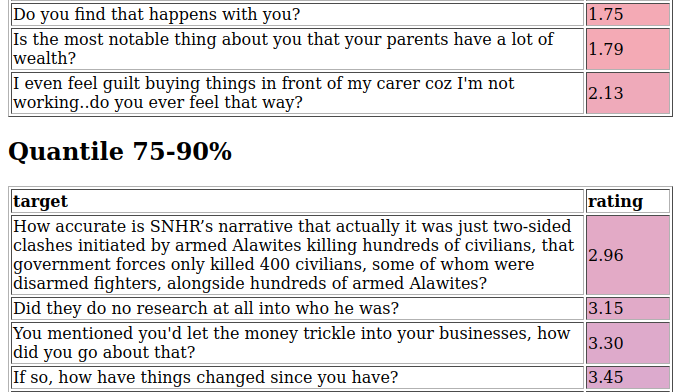 Do you find that happens with you? 1.75
Is the most notable thing about you that your parents have a lot of
wealth? 1.79
I even feel guilt buying things in front of my carer coz I'm not
working..do you ever feel that way? 2.13
Quantile 75-90%
target rating
How accurate is SNHR’s narrative that actually it was just two-sided
clashes initiated by armed Alawites killing hundreds of civilians, that
government forces only killed 400 civilians, some of whom were
disarmed fighters, alongside hundreds of armed Alawites? 2.96
Did they do no research at all into who he was? 3.15
You mentioned you'd let the money trickle into your businesses, how
did you go about that? 3.30
If so, how have things changed since you have? 3.45